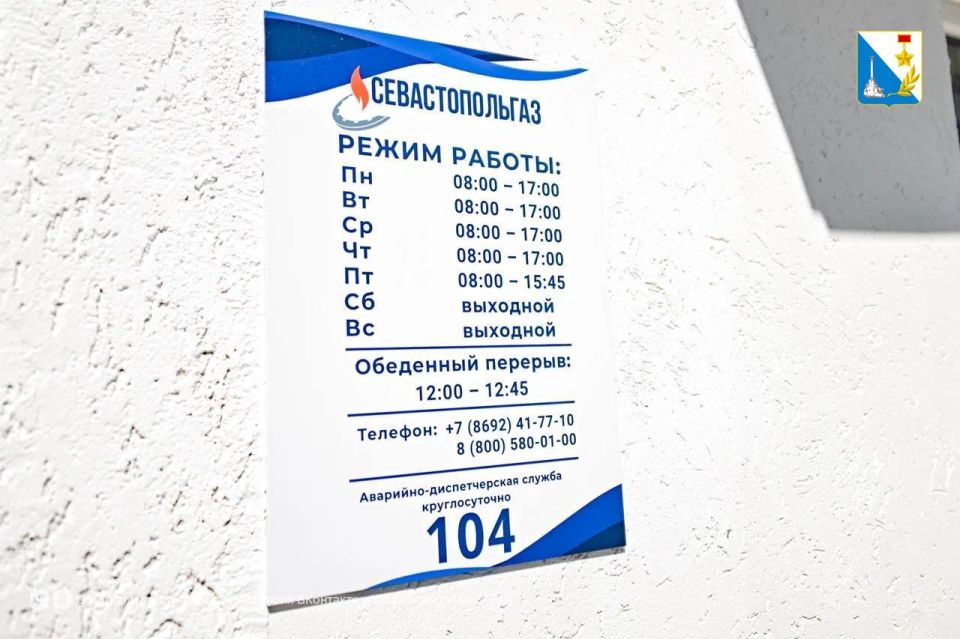 СЕВАСТОПОЛЬГАЗ
РЕЖИМ РАБОТЫ:
Пн 08:00 – 17:00
Вт 08:00 – 17:00
Ср 08:00 – 17:00
Чт 08:00 – 17:00
Пт 08:00 – 15:45
Сб выходной
Вс выходной
Обеденный перерыв:
12:00 – 12:45
Телефон: +7 (8692) 41-77-10
8 (800) 580-01-00
Аварийно-диспетчерская служба
круглосуточно
104